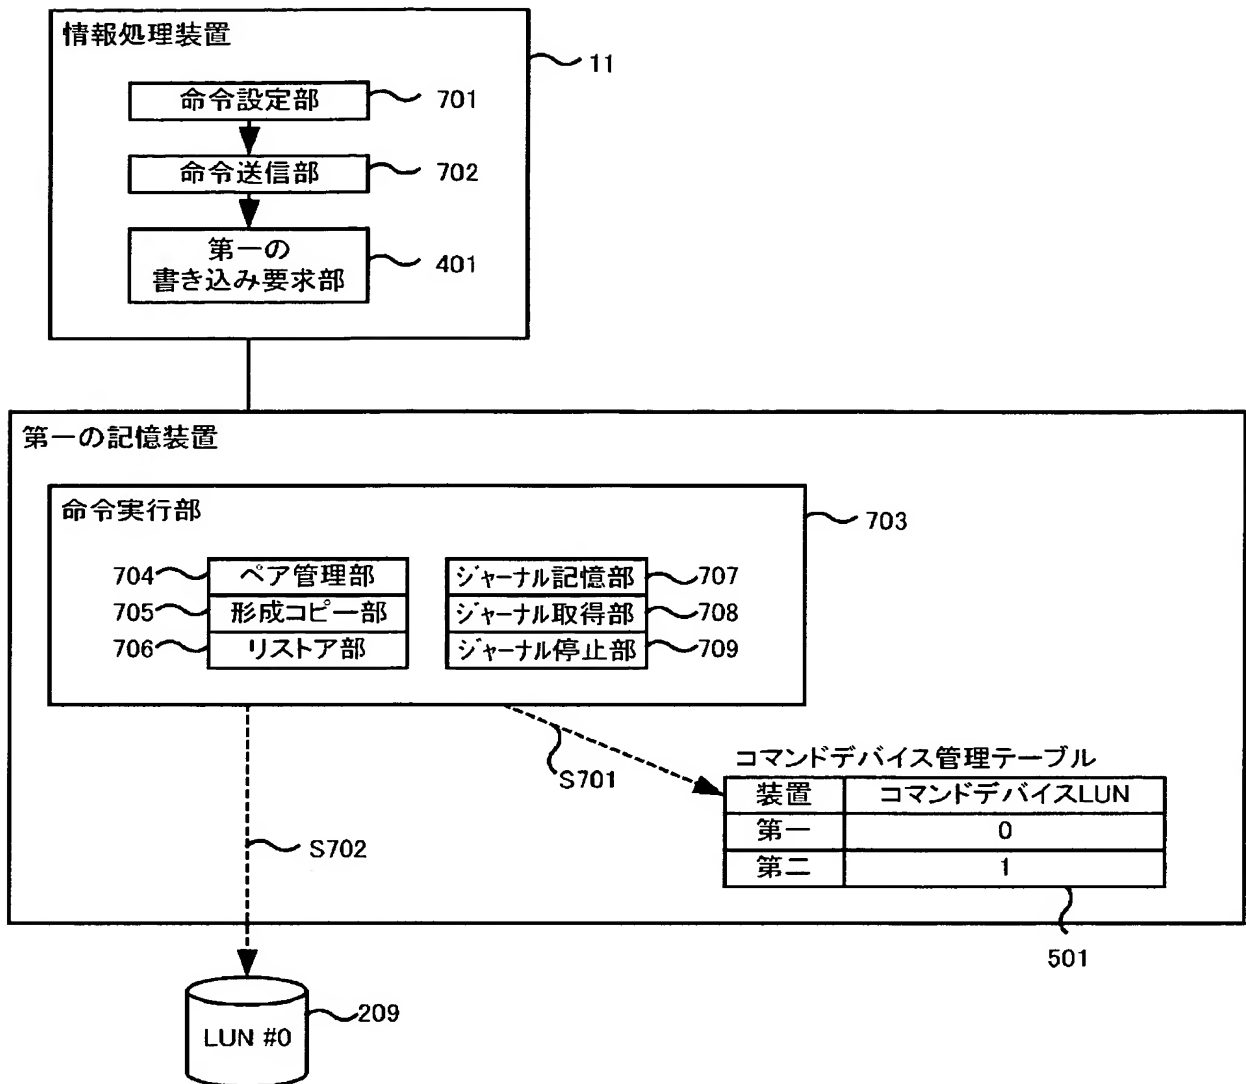 情報処理装置
11
命令設定部
701
命令送信部
702
第一の
書き込み要求部
401
第一の記憶装置
命令実行部
703
704
ペア管理部
ジャーナル記憶部
707
705
形成コピー部
ジャーナル取得部
708
706
リストア部
ジャーナル停止部
709
S701
コマンドデバイス管理テーブル
装置
コマンドデバイスLUN
第一
0
第二
1
S702
501
LUN #0
209